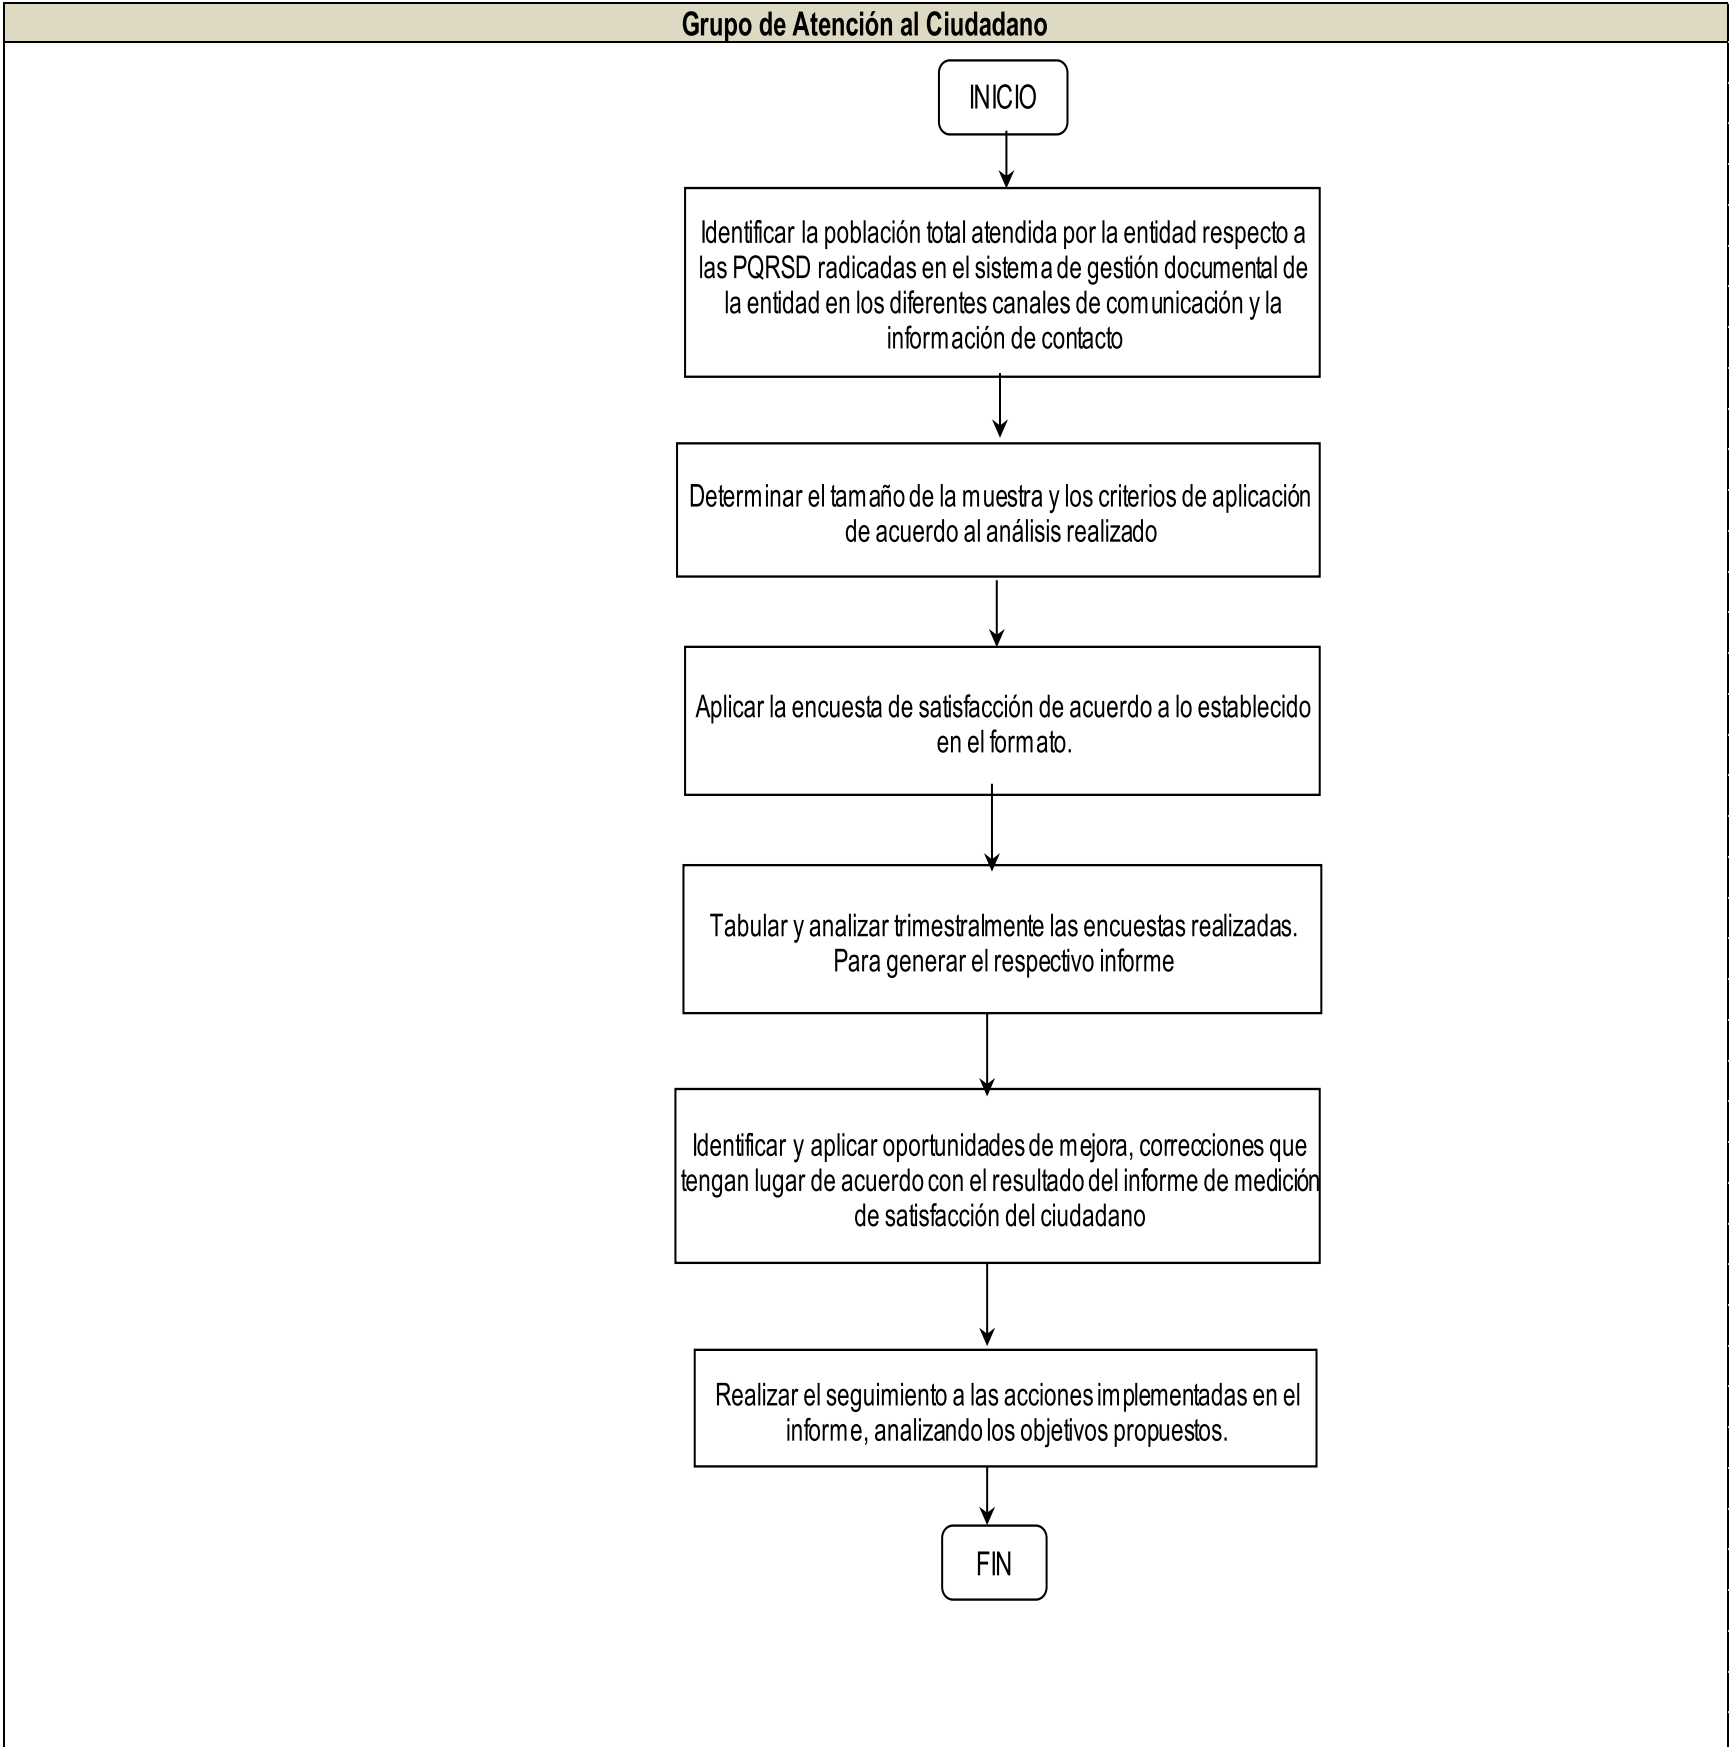 Grupo de Atención al Ciudadano
INICIO
Identificar la población total atendida por la entidad respecto a
las PQRSD radicadas en el sistema de gestión documental de
la entidad en los diferentes canales de comunicación y la
información de contacto
Determinar el tamaño de la muestra y los criterios de aplicación
de acuerdo al análisis realizado
Aplicar la encuesta de satisfacción de acuerdo a lo establecido
en el formato.
Tabular y analizar trimestralmente las encuestas realizadas.
Para generar el respectivo informe
Identificar y aplicar oportunidades de mejora, correcciones que
tengan lugar de acuerdo con el resultado del informe de medición
de satisfacción del ciudadano
Realizar el seguimiento a las acciones implementadas en el
informe, analizando los objetivos propuestos.
FIN